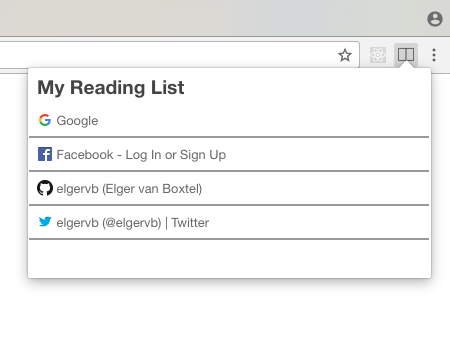 My Reading List
Google
Facebook - Log In or Sign Up
elgervb (Elger van Boxtel)
elgervb (@elgervb) | Twitter